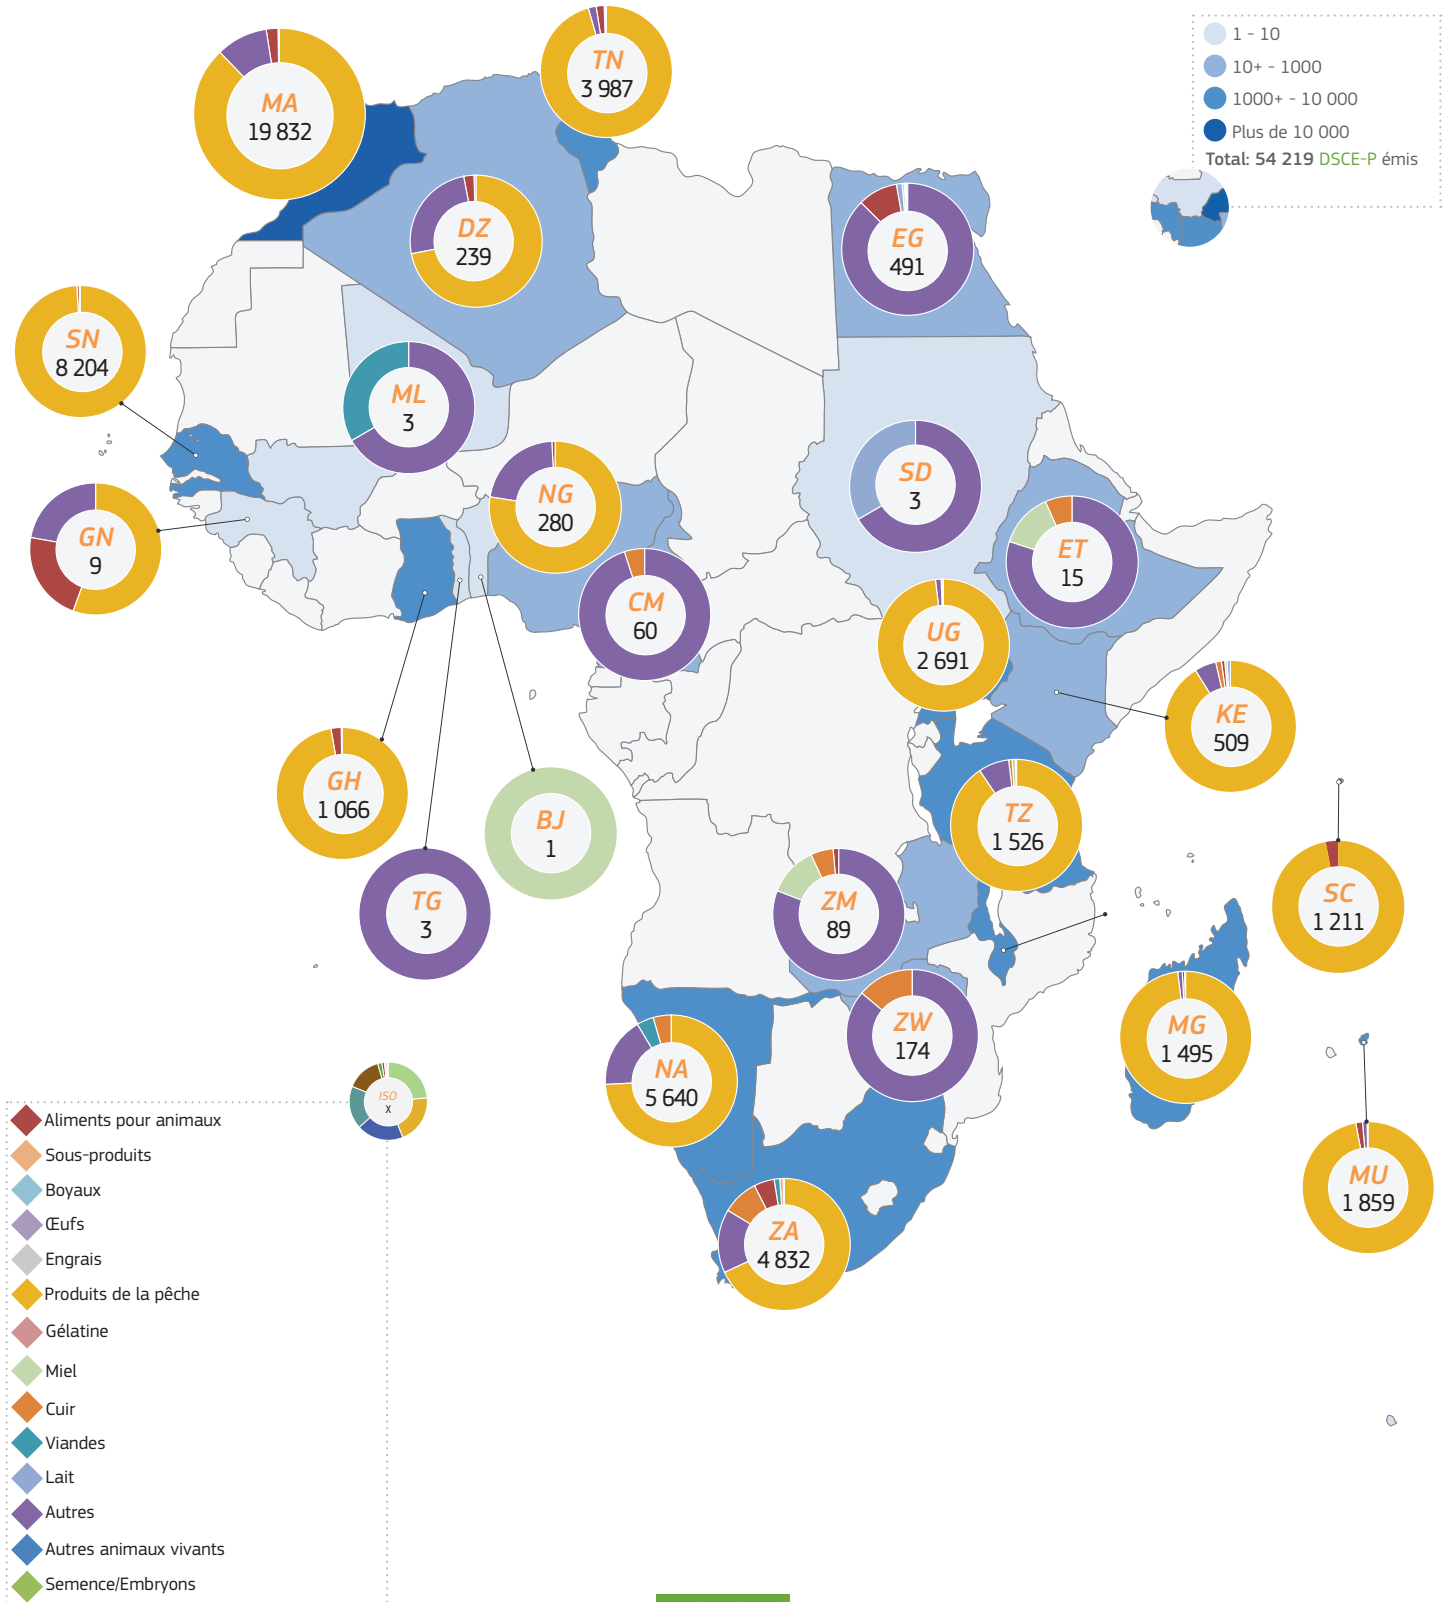 1 - 10
10+ - 1000
1000+ - 10 000
Plus de 10 000
Total: 54 219 DSCE-P émis
TN
3 987
MA
19 832
DZ
239
EG
491
SN
8 204
ML
3
SD
3
NG
280
GN
9
ET
15
CM
60
UG
2 691
KE
509
GH
1 066
BJ
1
TZ
1 526
TG
3
ZM
89
SC
1 211
ZW
174
MG
1 495
NA
5 640
ISO
x
MU
1 859
ZA
4 832
Aliments pour animaux
Sous-produits
Boyaux
Œufs
Engrais
Produits de la pêche
Gélatine
Miel
Cuir
Viandes
Lait
Autres
Autres animaux vivants
Semence/Embryons